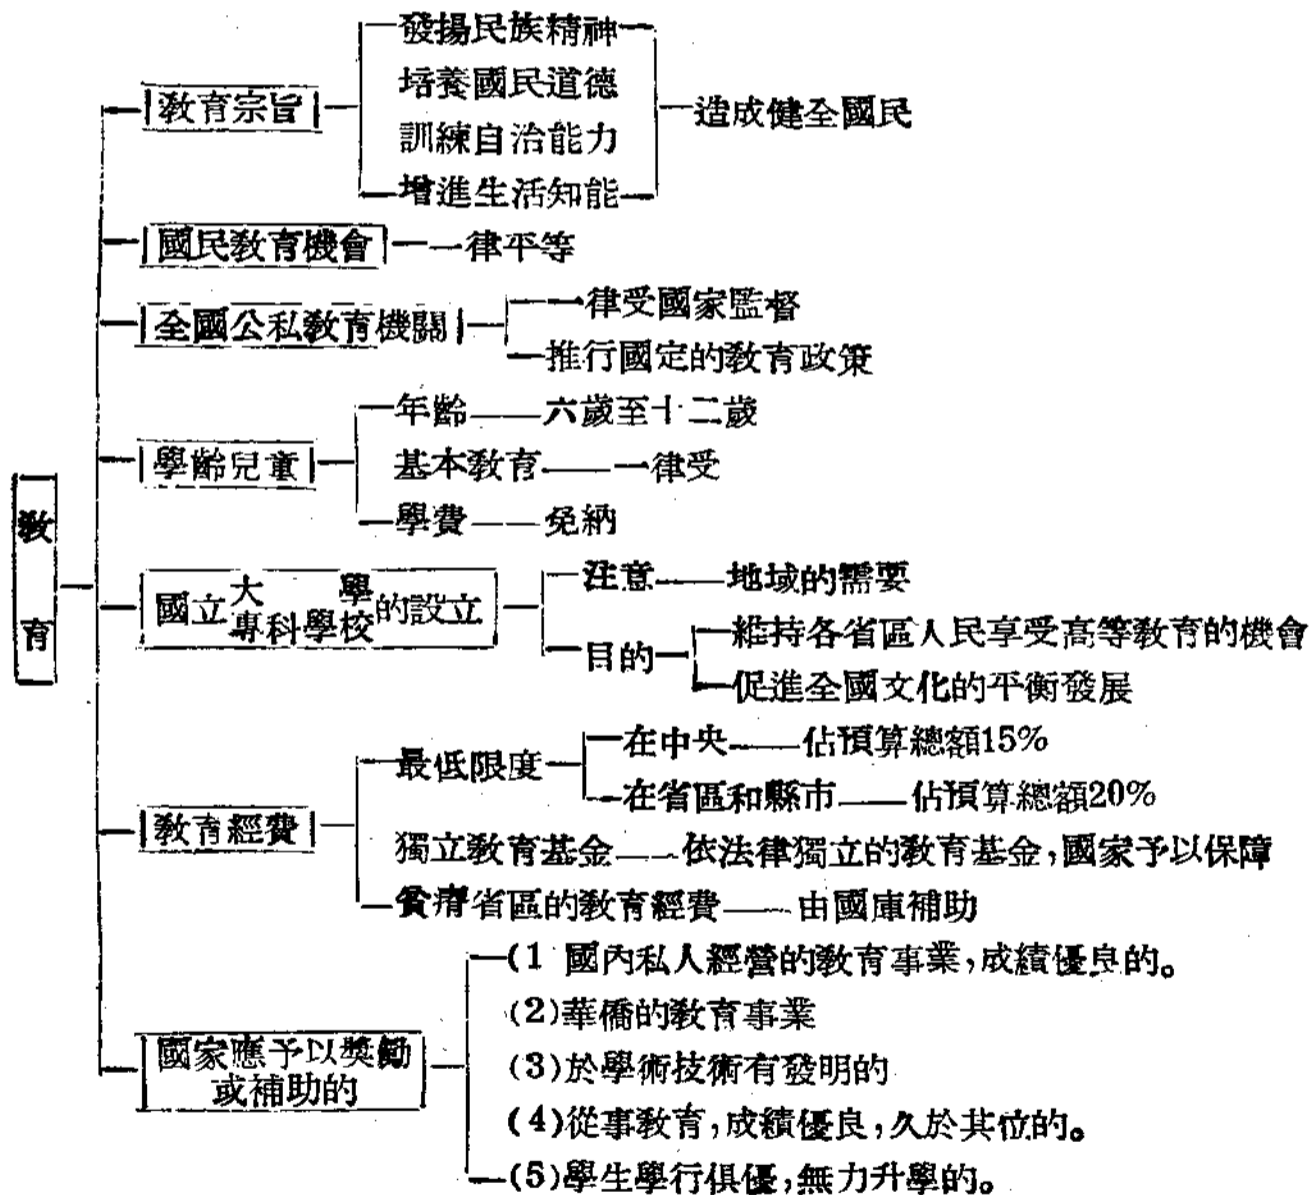 教育
教育宗旨
發揚民族精神
培養國民道德
訓練自治能力
增進生活知能
造成健全國民
國民教育機會
一律平等
全國公私教育機關
一律受國家監督
推行國定的教育政策
學齡兒童
年齡——六歲至十二歲
基本教育——一律受
學費——免納
國立大學專科學校的設立
注意——地域的需要
目的
維持各省區人民享受高等教育的機會
促進全國文化的平衡發展
教育經費
最低限度
在中央——佔預算總額15%
在省區和縣市——佔預算總額20%
獨立教育基金——依法律獨立的教育基金,國家予以保障
貧瘠省區的教育經費——由國庫補助
國家應予以獎勵
或補助的
(1 國內私人經營的教育事業,成績優良的。
(2)華僑的教育事業
(3)於學術技術有發明的
(4)從事教育,成績優良,久於其位的。
(5)學生學行俱優,無力升學的。